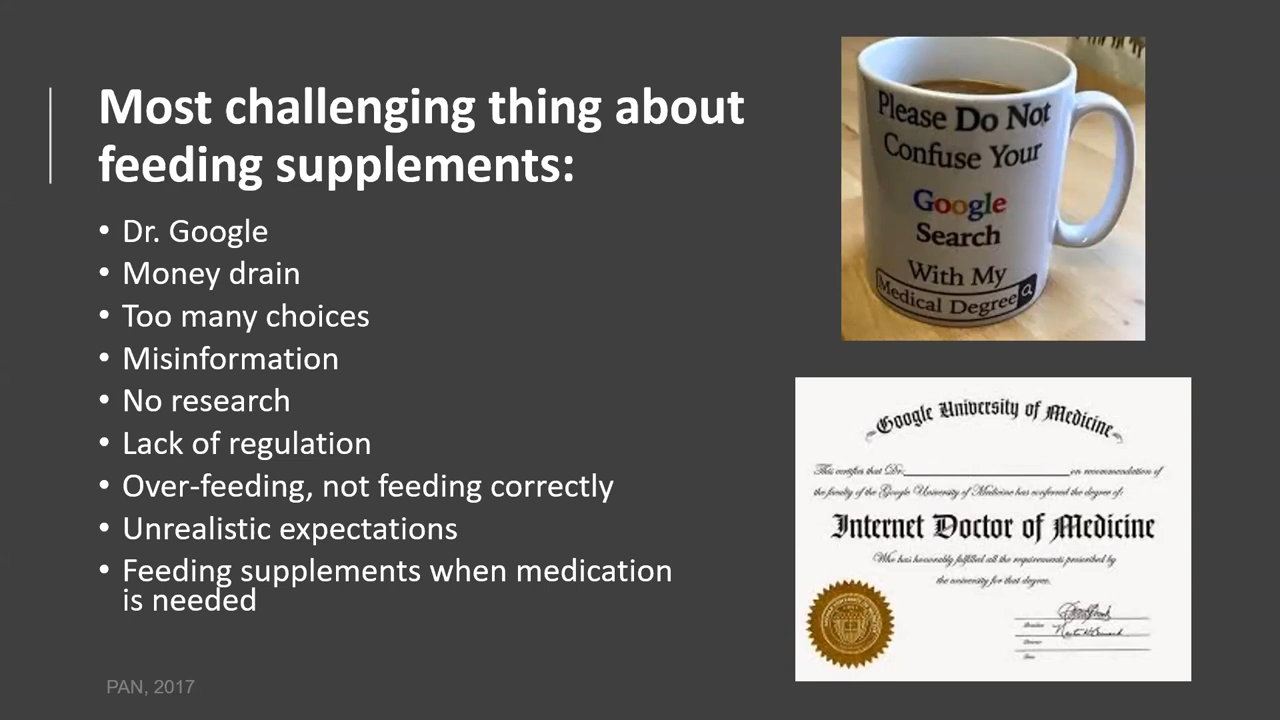 Most challenging thing about
feeding supplements:
• Dr. Google
• Money drain
• Too many choices
• Misinformation
• No research
• Lack of regulation
• Over-feeding, not feeding correctly
• Unrealistic expectations
• Feeding supplements when medication
is needed
PAN, 2017
Please Do Not
Confuse Your
Google
Search
With My
Medical Degree
Google University of Medicine
This certifies that Dr. on recommendation of
the faculty of the Google University of Medicine has conferred the degree of:
Internet Doctor of Medicine
Who has honorably fulfilled all the requirements prescribed by
the university for that degree.